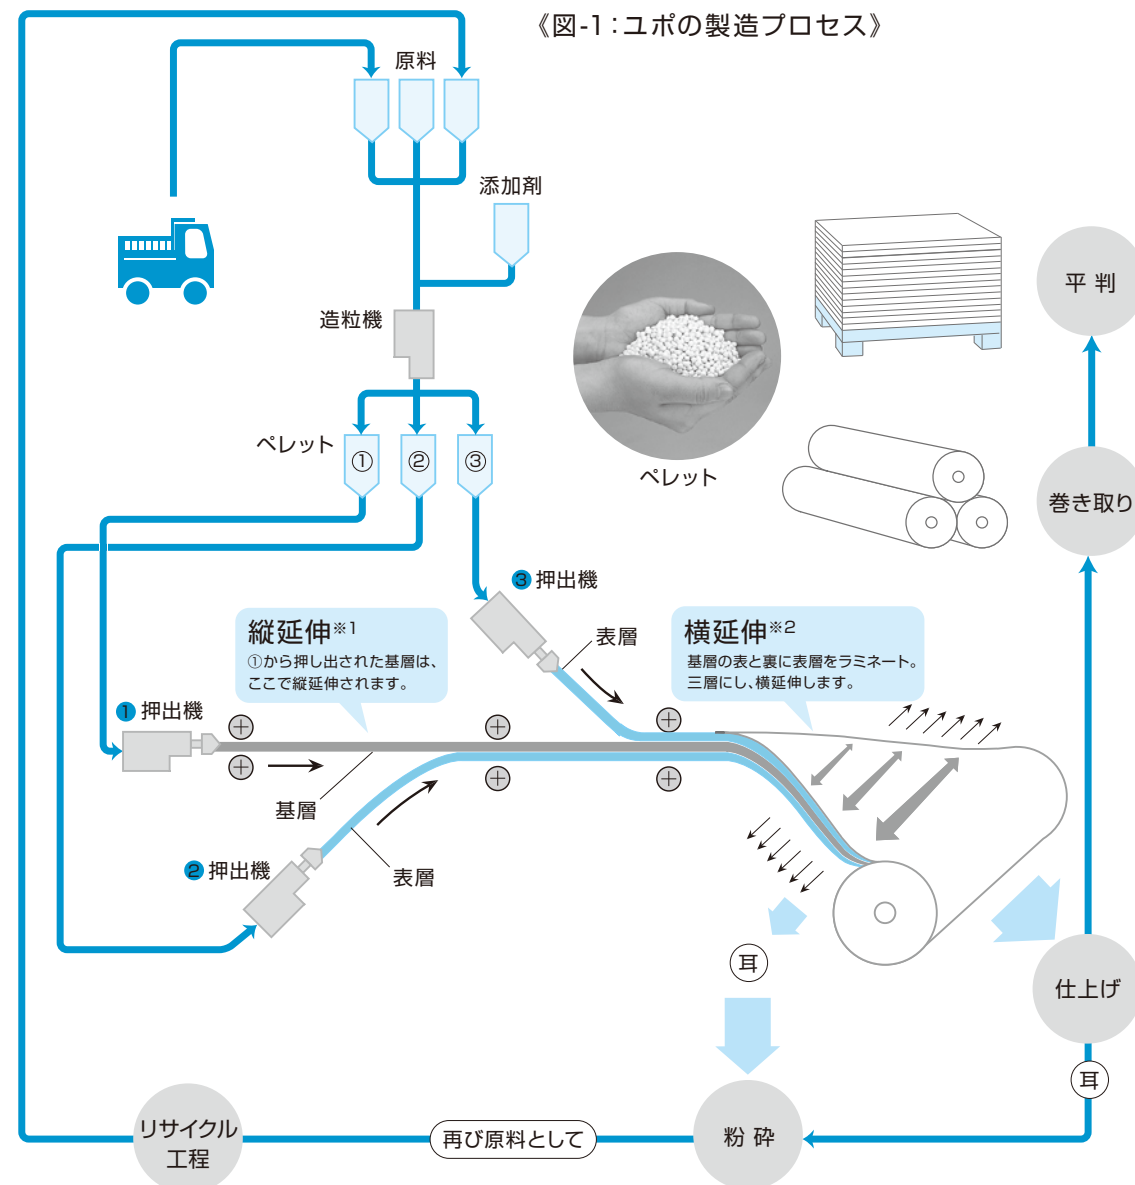 《図-1:ユポの製造プロセス》
原料
添加剤
造粒機
ペレット
①
②
③
ペレット
平判
巻き取り
❸押出機
表層
縦延伸※1
①から押し出された基層は、
ここで縦延伸されます。
横延伸※2
基層の表と裏に表層をラミネート。
三層にし、横延伸します。
❶押出機
基層
❷押出機
表層
耳
仕上げ
耳
粉砕
再び原料として
リサイクル
工程